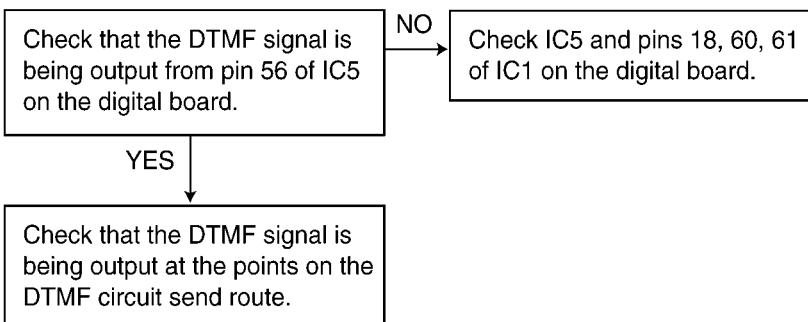 Check that the DTMF signal is
being output from pin 56 of IC5
on the digital board.
NO
Check IC5 and pins 18, 60, 61
of IC1 on the digital board.
YES
Check that the DTMF signal is
being output at the points on the
DTMF circuit send route.